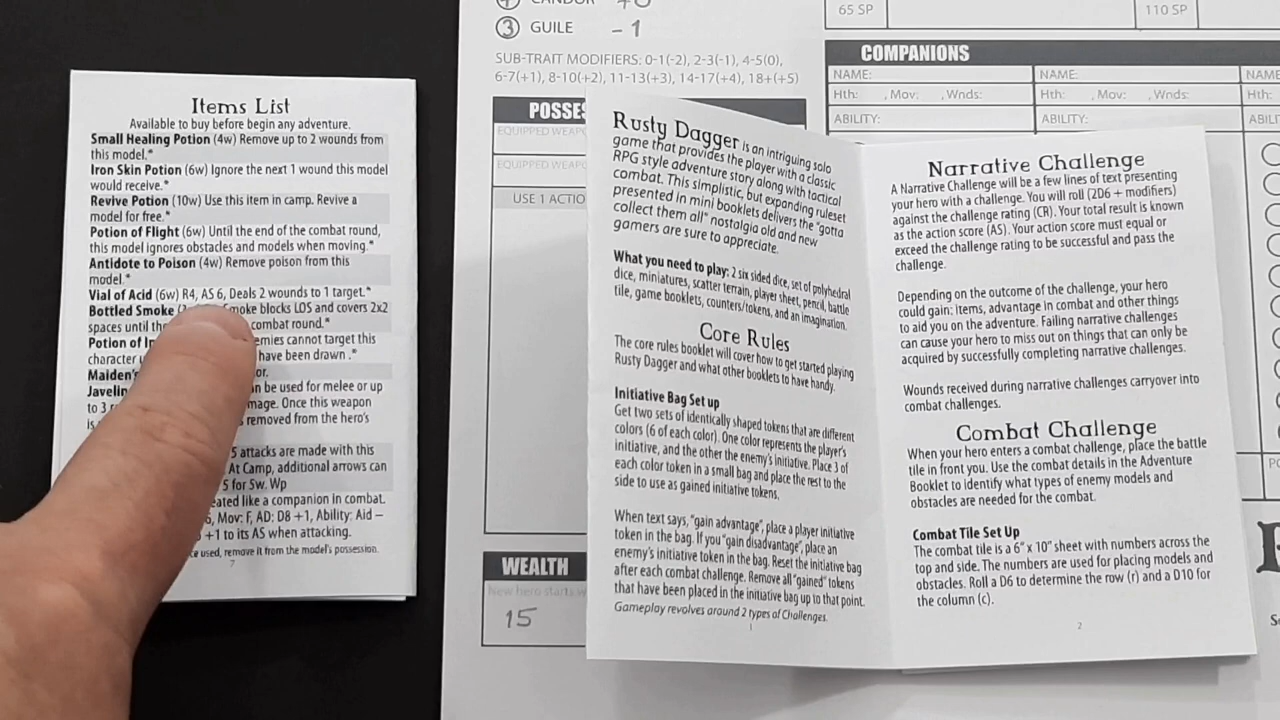 Items List
Available to buy before begin any adventure.
Small Healing Potion (4w) Remove up to 2 wounds from
this model.*
Iron Skin Potion (6w) Ignore the next 1 wound this model
would receive.*
Revive Potion (10w) Use this item in camp. Revive a
model for free.*
Potion of Flight (6w) Until the end of the combat round,
this model ignores obstacles and models when moving.*
Antidote to Poison (4w) Remove poison from this
model.*
Vial of Acid (6w) R4, AS 6, Deals 2 wounds to 1 target.*
Bottled Smoke blocks LOS and covers 2x2
spaces until combat round.*
Potion of target this
character have been drawn .*
Maiden's
be used for melee or up
to 3 Once this weapon
removed from the hero's
5 attacks are made with this
At Camp, additional arrows can
5 for 5w. Wp
like a companion in combat.
Mov: F, AD: D8 +1, Ability: Aid –
+1 to its AS when attacking.
used, remove it from the model's possession.
7
4 CANDOR +0
3 GUILE -1
SUB-TRAIT MODIFIERS: 0-1(-2), 2-3(-1), 4-5(0),
6-7(+1), 8-10(+2), 11-13(+3), 14-17(+4), 18+(+5)
EQUIPPED
EQUIPPED
USE 1
WEALTH
New hero starts
15
65 SP
110 SP
COMPANIONS
NAME:
NAME:
Hth: , Mov: , Wnds:
Hth: , Mov: , Wnds:
Hth:
ABILITY:
ABILITY:
Rusty Dagger is an intriguing solo
game that provides the player with a classic
RPG style adventure story along with tactical
combat. This simplistic, but expanding ruleset
presented in mini booklets delivers the "gotta
collect them all" nostalgia old and new
gamers are sure to appreciate.
What you need to play: 2 six sided dice, set of polyhedral
dice, miniatures, scatter terrain, player sheet, pencil, battle
tile, game booklets, counters/tokens, and an imagination.
Core Rules
The core rules booklet will cover how to get started playing
Rusty Dagger and what other booklets to have handy.
Initiative Bag Set up
Get two sets of identically shaped tokens that are different
colors (6 of each color). One color represents the player's
initiative, and the other the enemy's initiative. Place 3 of
each color token in a small bag and place the rest to the
side to use as gained initiative tokens.
When text says, "gain advantage", place a player initiative
token in the bag. If you "gain disadvantage", place an
enemy's initiative token in the bag. Reset the initiative bag
after each combat challenge. Remove all "gained" tokens
that have been placed in the initiative bag up to that point.
Gameplay revolves around 2 types of Challenges.
1
Narrative Challenge
A Narrative Challenge will be a few lines of text presenting
your hero with a challenge. You will roll (2D6 + modifiers)
against the challenge rating (CR). Your total result is known
as the action score (AS). Your action score must equal or
exceed the challenge rating to be successful and pass the
challenge.
Depending on the outcome of the challenge, your hero
could gain: items, advantage in combat and other things
to aid you on the adventure. Failing narrative challenges
can cause your hero to miss out on things that can only be
acquired by successfully completing narrative challenges.
Wounds received during narrative challenges carryover into
combat challenges.
Combat Challenge
When your hero enters a combat challenge, place the battle
tile in front you. Use the combat details in the Adventure
Booklet to identify what types of enemy models and
obstacles are needed for the combat.
Combat Tile Set Up
The combat tile is a 6" x 10" sheet with numbers across the
top and side. The numbers are used for placing models and
obstacles. Roll a D6 to determine the row (r) and a D10 for
the column (c).
2